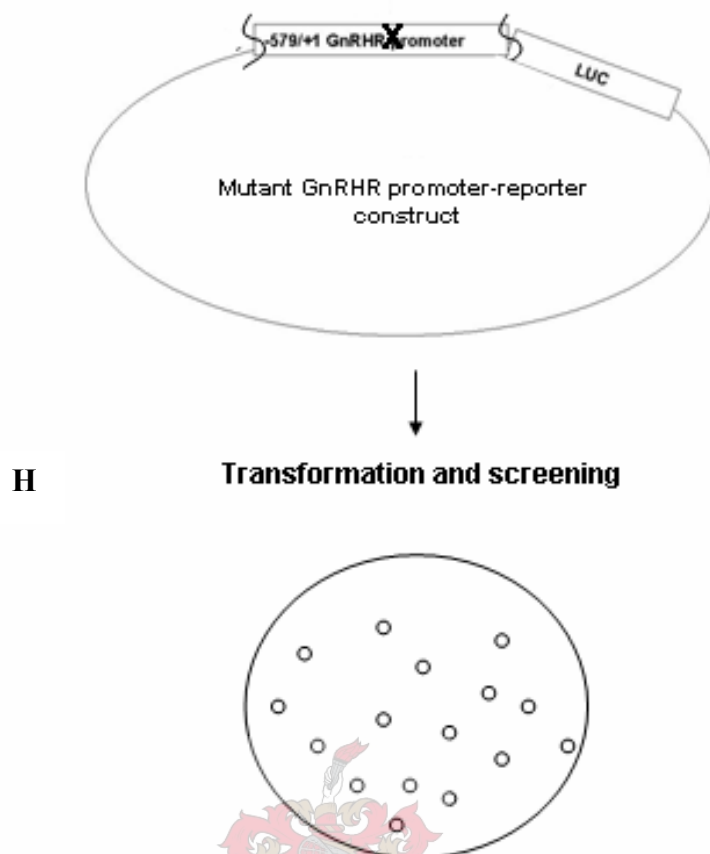 -579/+1 GnRHR promoter
LUC
Mutant GnRHR promoter-reporter
construct
H
Transformation and screening